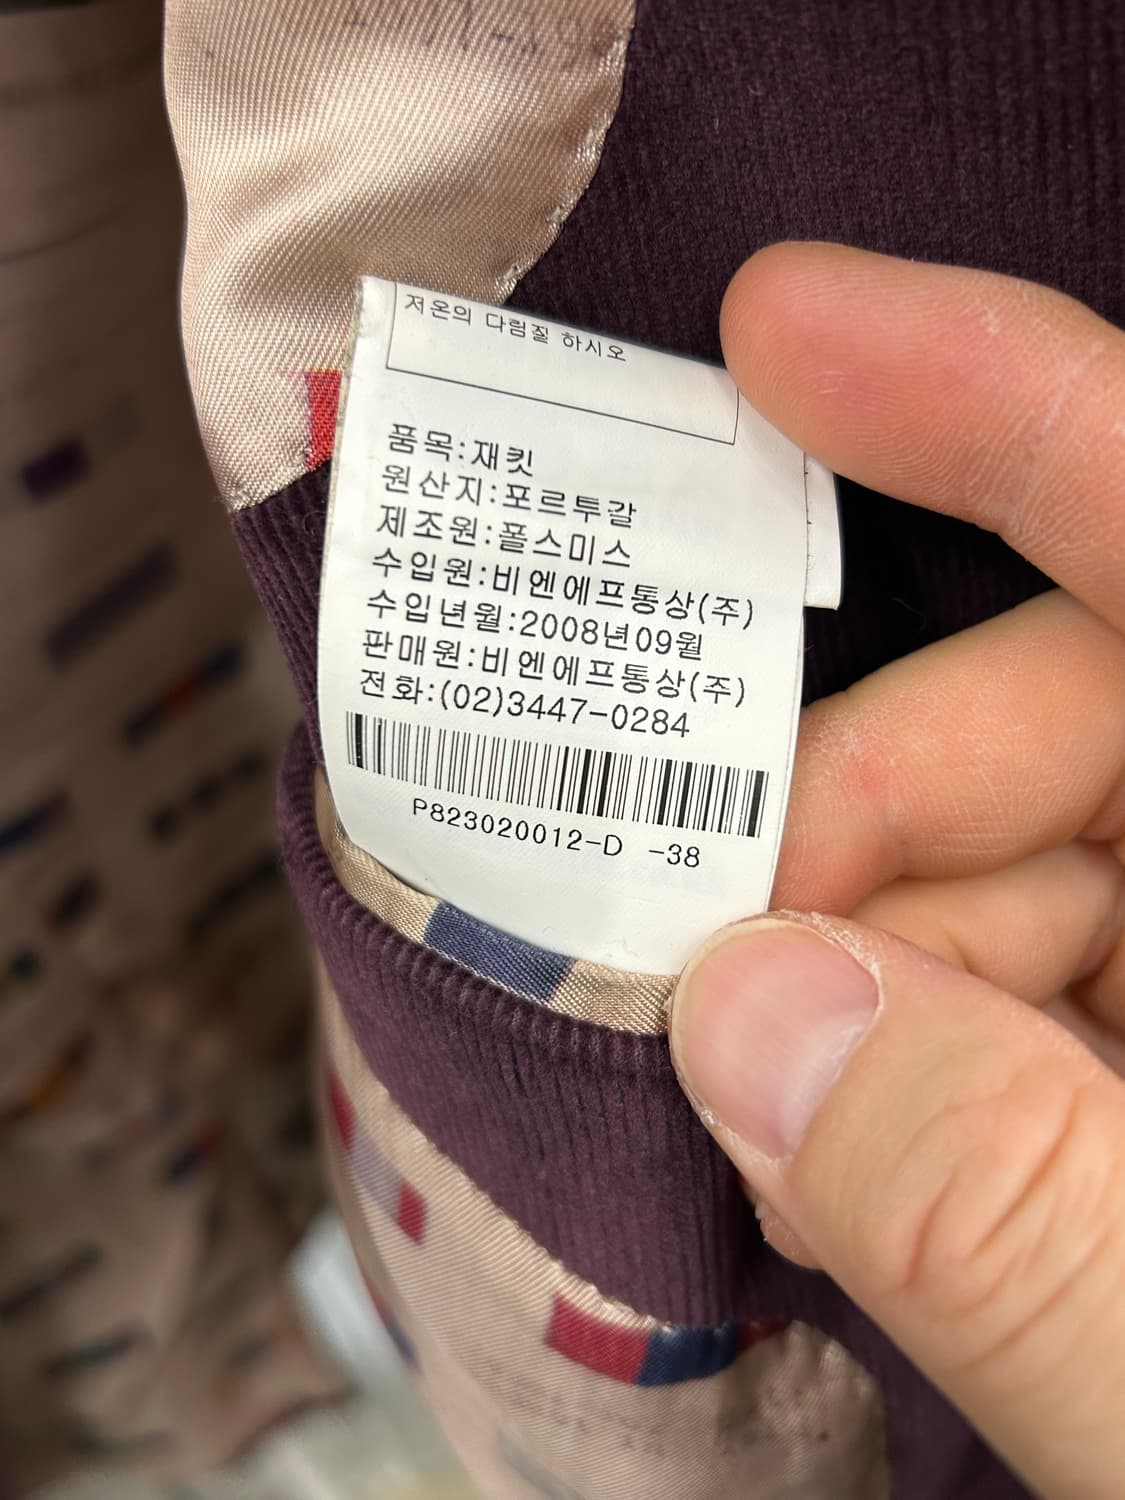 저온의 다림질 하시오
품목:재킷
원산지:포르투갈
제조원:폴스미스
수입원:비엔에프통상(주)
수입년월:2008년09월
판매원:비엔에프통상(주)
전화:(02)3447-0284
P823020012-D -38